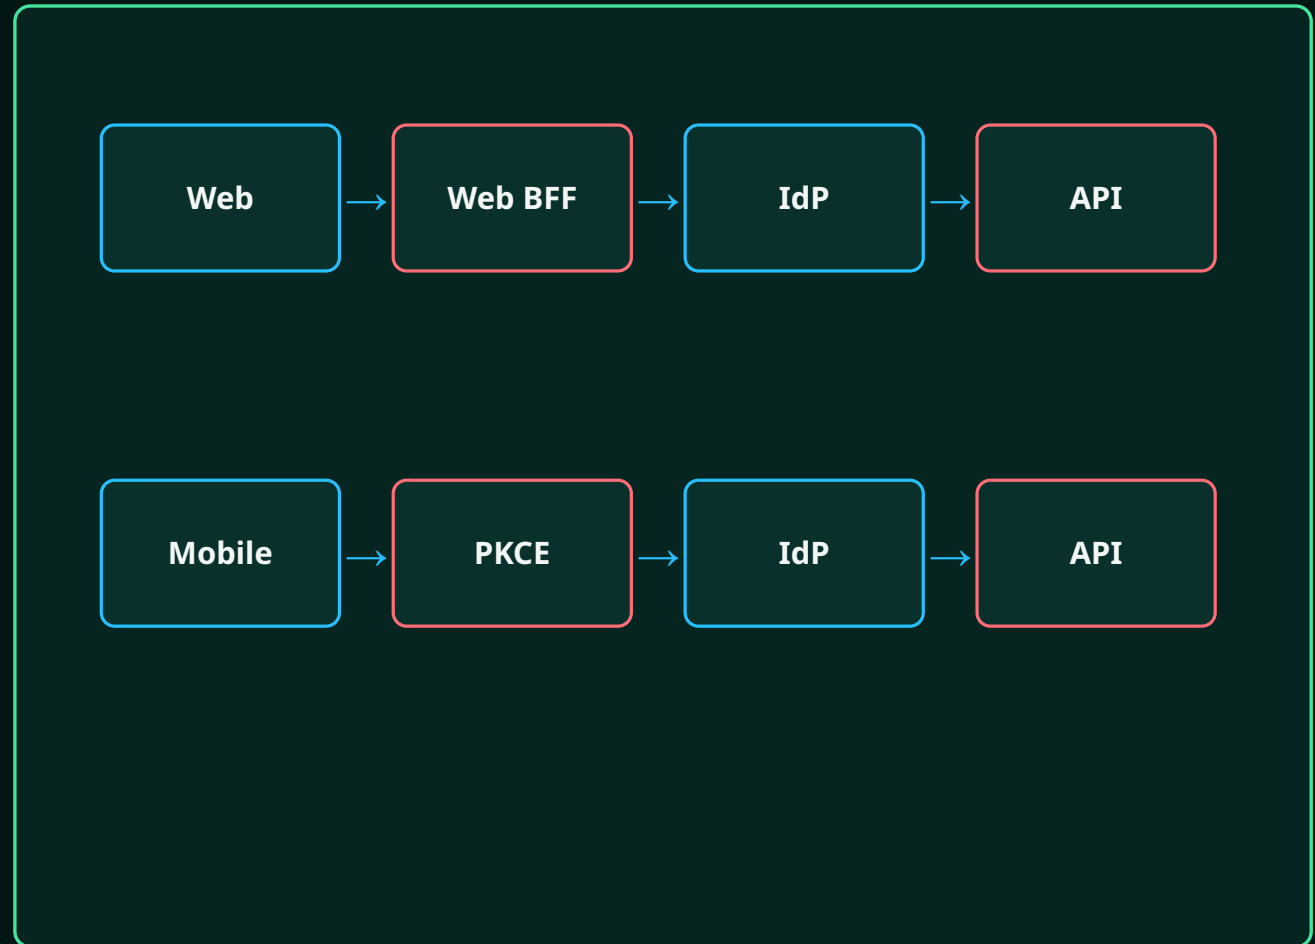 Web → Web BFF → IdP → API
Mobile → PKCE → IdP → API